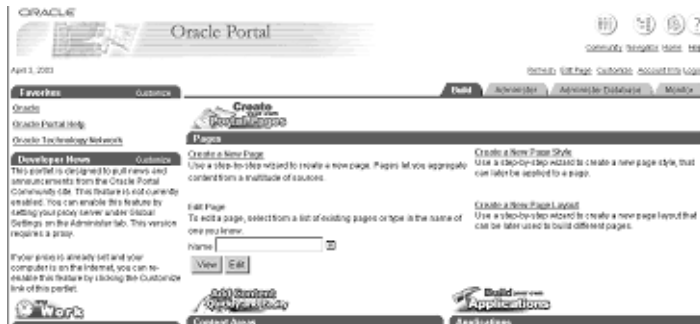 ORACLE
Oracle Portal
Community Navigator Home
April 3, 2003
Refresh Edit Page Customize Account Info
Build Administer Administer Database Monitor
Favorites Customize
Oracle
Oracle Portal Help
Oracle Technology Network
Developer News Customize
This portlet is designed to pull news and
announcements from the Oracle Portal
Community site. This feature is not currently
enabled. You can enable this feature by
setting your proxy server under Global
Settings on the Administer tab. This version
requires a proxy.
If your proxy is already set and your
computer is on the Internet, you can re-
enable this feature by clicking the Customize
link of this portlet.
Work
Create
your own
Portal Pages
Pages
Create a New Page
Use a step-by-step wizard to create a new page. Pages let you aggregate
content from a multitude of sources.
Edit Page
To edit a page, select from a list of existing pages or type in the name of
one you know.
Name
View Edit
Create a New Page Style
Use a step-by-step wizard to create a new page style, that
can later be applied to a page.
Create a New Page Layout
Use a step-by-step wizard to create a new page layout that
can be later used to build different pages.
Add Content
Quickly and Easily
Content Areas
Build your own
Applications
Applications